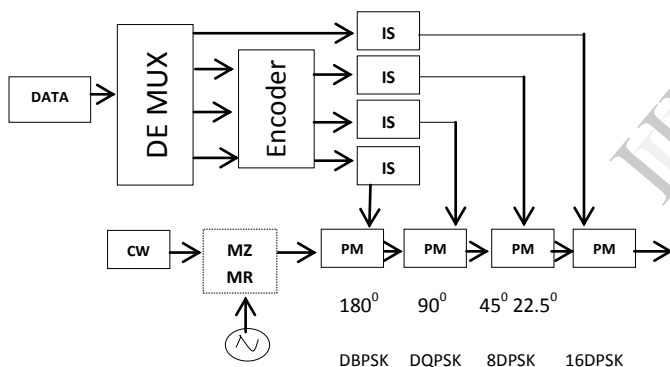 IS
DATA
DE MUX
Encoder
IS
IS
IS
CW
MZ
MR
PM
PM
PM
PM
180⁰
90⁰
45⁰ 22.5⁰
DBPSK
DQPSK
8DPSK
16DPSK